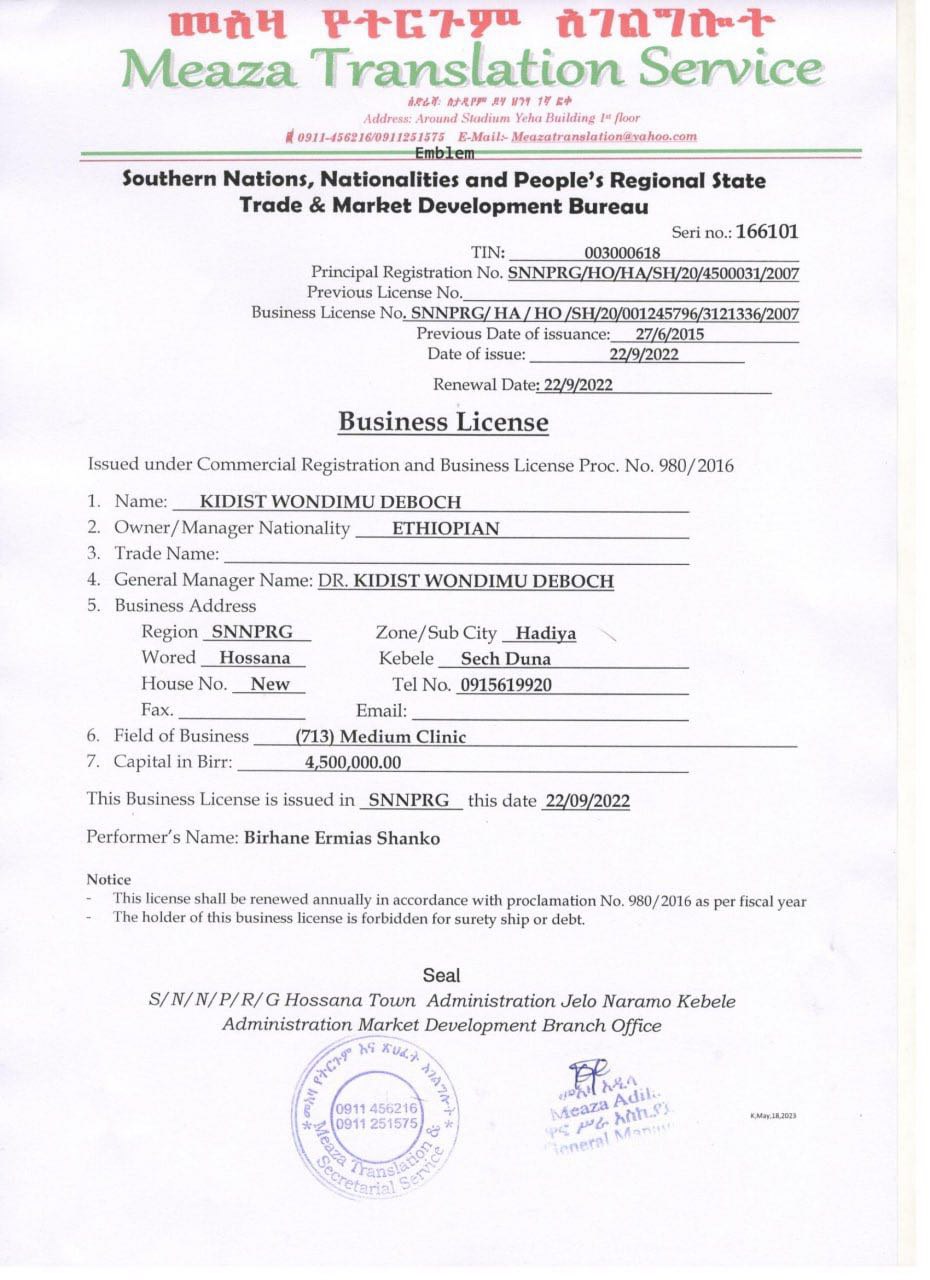 መአዛ የትርጉም አገልግሎት
Meaza Translation Service
አድራሻ: ስታዲየም ይሃ ህንፃ 1ኛ ፎቅ
Address: Around Stadium Yeha Building 1st floor
0911-456216/0911251575 E-Mail:- Meazatranslation@yahoo.com
Emblem
Southern Nations, Nationalities and People's Regional State
Trade & Market Development Bureau
Seri no.: 166101
TIN: 003000618
Principal Registration No. SNNPRG/HO/HA/SH/20/4500031/2007
Previous License No.
Business License No. SNNPRG/ HA / HO /SH/20/001245796/3121336/2007
Previous Date of issuance: 27/6/2015
Date of issue: 22/9/2022
Renewal Date: 22/9/2022
Business License
Issued under Commercial Registration and Business License Proc. No. 980/2016
1. Name: KIDIST WONDIMU DEBOCH
2. Owner/Manager Nationality ETHIOPIAN
3. Trade Name:
4. General Manager Name: DR. KIDIST WONDIMU DEBOCH
5. Business Address
Region SNNPRG Zone/Sub City Hadiya
Wored Hossana Kebele Sech Duna
House No. New Tel No. 0915619920
Fax. Email:
6. Field of Business (713) Medium Clinic
7. Capital in Birr: 4,500,000.00
This Business License is issued in SNNPRG this date 22/09/2022
Performer's Name: Birhane Ermias Shanko
Notice
- This license shall be renewed annually in accordance with proclamation No. 980/2016 as per fiscal year
- The holder of this business license is forbidden for surety ship or debt.
Seal
S/N/N/P/R/G Hossana Town Administration Jelo Naramo Kebele
Administration Market Development Branch Office
መአዛ የትርጉም እና ጽህፈት አገልግሎት
0911 456216
0911 251575
Meaza Translation &
Secretarial Service
መአዛ አዲላ
Meaza Adil
ዋና ሥራ አስኪያ
General Mana
K,May,18,2023